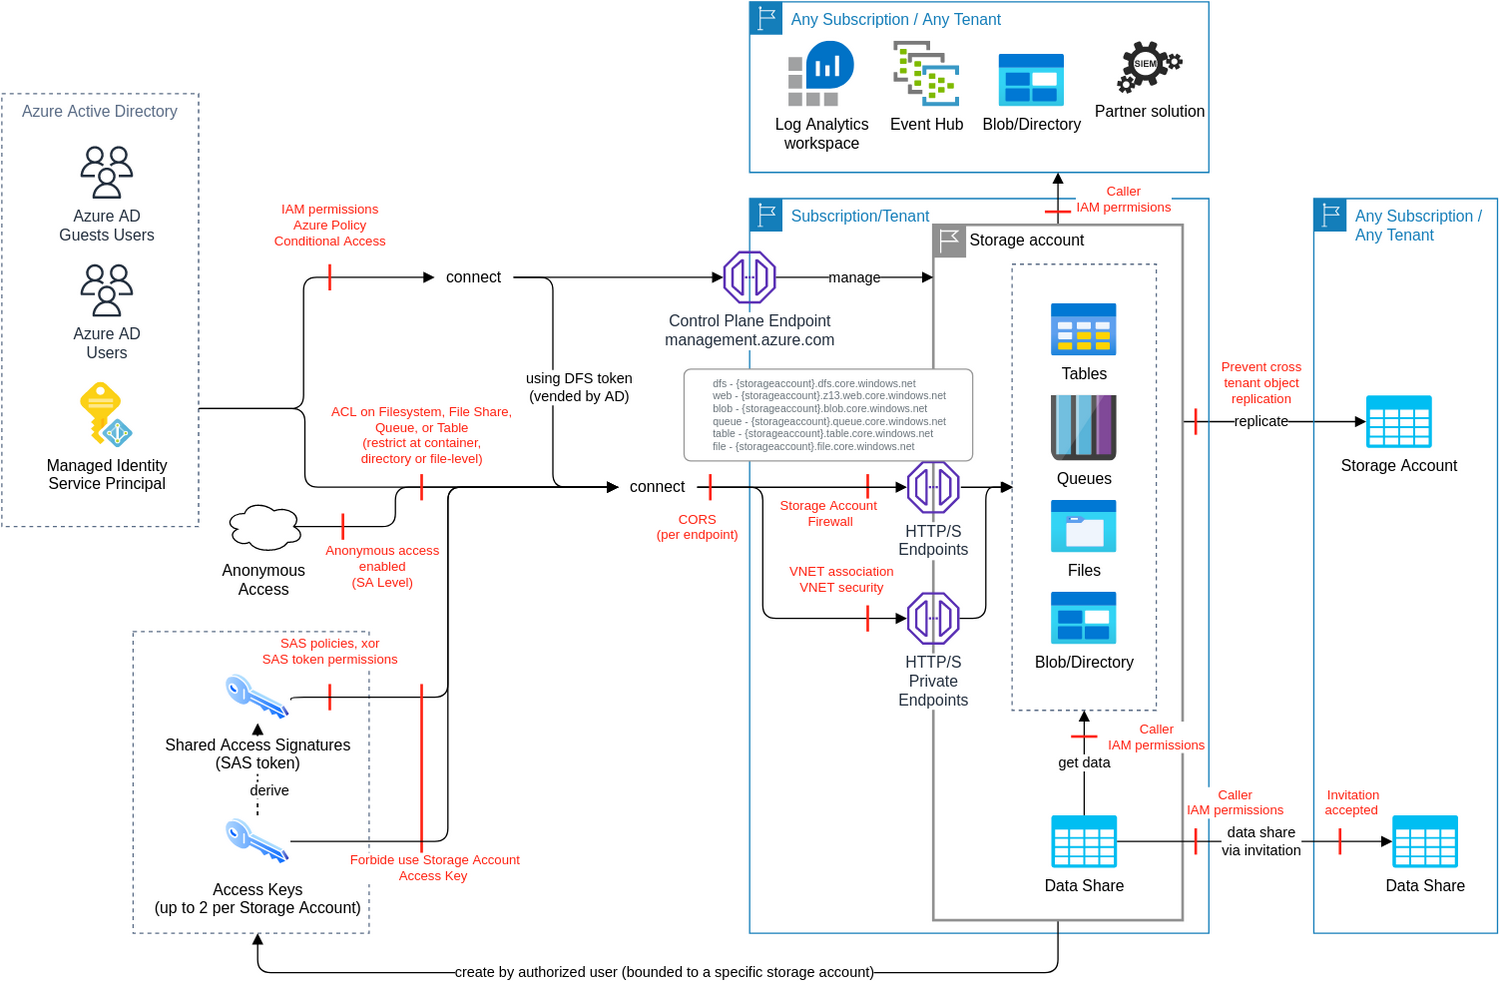 Any Subscription / Any Tenant
Log Analytics
workspace
Event Hub
Blob/Directory
SIEM
Partner solution
Azure Active Directory
Azure AD
Guests Users
Azure AD
Users
Managed Identity
Service Principal
IAM permissions
Azure Policy
Conditional Access
connect
using DFS token
(vended by AD)
ACL on Filesystem, File Share,
Queue, or Table
(restrict at container,
directory or file-level)
Anonymous
Access
Anonymous access
enabled
(SA Level)
SAS policies, xor
SAS token permissions
Shared Access Signatures
(SAS token)
derive
Access Keys
(up to 2 per Storage Account)
Forbide use Storage Account
Access Key
connect
CORS
(per endpoint)
Caller
IAM perrmisions
Subscription/Tenant
Storage account
manage
Control Plane Endpoint
management.azure.com
dfs - {storageaccount}.dfs.core.windows.net
web - {storageaccount}.z13.web.core.windows.net
blob - {storageaccount}.blob.core.windows.net
queue - {storageaccount}.queue.core.windows.net
table - {storageaccount}.table.core.windows.net
file - {storageaccount}.file.core.windows.net
Storage Account
Firewall
HTTP/S
Endpoints
VNET association
VNET security
HTTP/S
Private
Endpoints
Tables
Queues
Files
Blob/Directory
Caller
IAM permissions
get data
Data Share
Any Subscription /
Any Tenant
Prevent cross
tenant object
replication
replicate
Storage Account
Caller
IAM permissions
data share
via invitation
Invitation
accepted
Data Share
create by authorized user (bounded to a specific storage account)